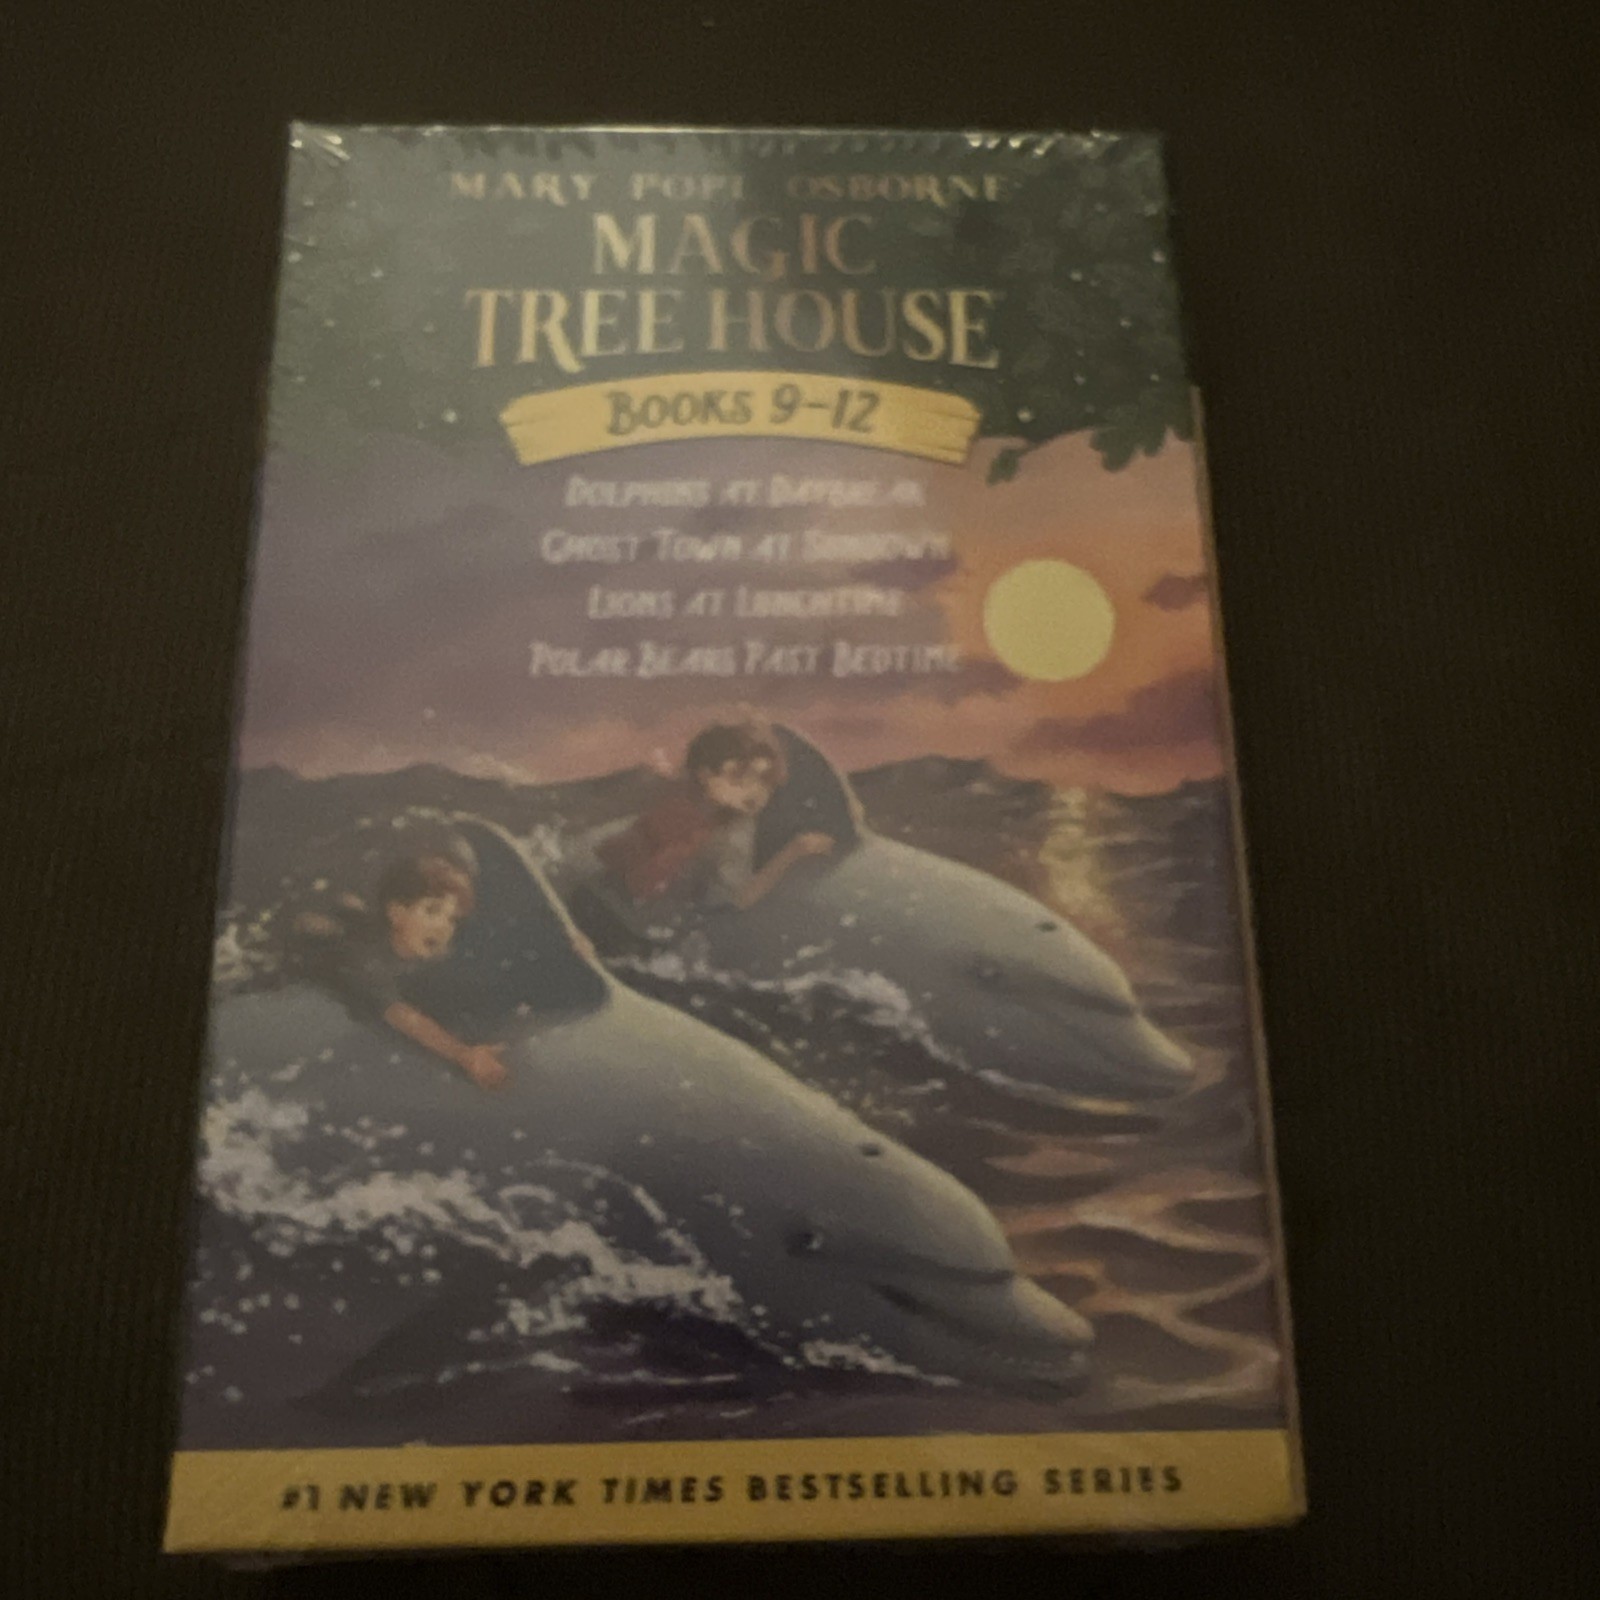 MARY POPE OSBORNE
MAGIC
TREE HOUSE
BOOKS 9–12
DOLPHINS AT DAYBREAK
GHOST TOWN AT SUNDOWN
LIONS AT LUNCHTIME
POLAR BEARS PAST BEDTIME
#1 NEW YORK TIMES BESTSELLING SERIES